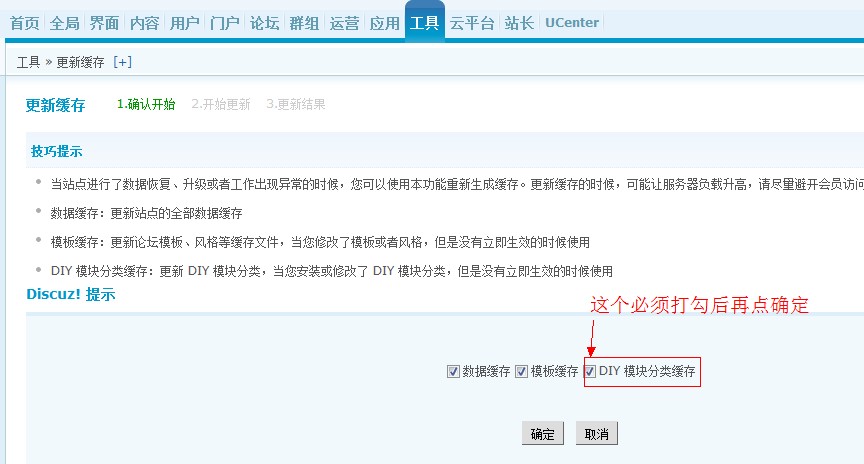 首页 全局 界面 内容 用户 门户 论坛 群组 运营 应用 工具 云平台 站长 UCenter
工具 » 更新缓存 [+]
更新缓存 1.确认开始 2.开始更新 3.更新结果
技巧提示
当站点进行了数据恢复、升级或者工作出现异常的时候，您可以使用本功能重新生成缓存。更新缓存的时候，可能让服务器负载升高，请尽量避开会员访问
数据缓存：更新站点的全部数据缓存
模板缓存：更新论坛模板、风格等缓存文件，当您修改了模板或者风格，但是没有立即生效的时候使用
DIY 模块分类缓存：更新 DIY 模块分类，当您安装或修改了 DIY 模块分类，但是没有立即生效的时候使用
Discuz! 提示
这个必须打勾后再点确定
数据缓存 模板缓存 DIY 模块分类缓存
确定 取消